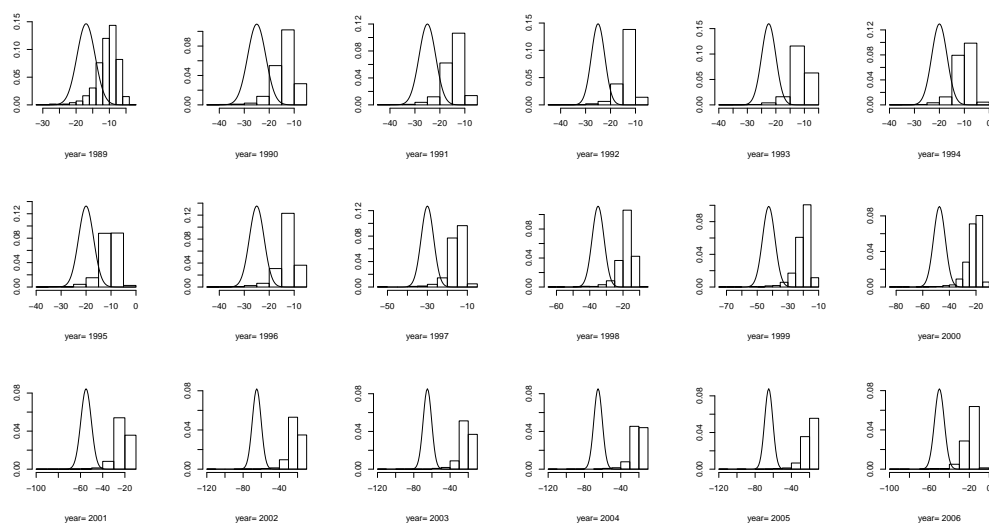 0.00 0.05 0.10 0.15
−30 −20 −10
year= 1989
0.00 0.04 0.08
−40 −30 −20 −10
year= 1990
0.00 0.04 0.08 0.12
−40 −30 −20 −10
year= 1991
0.00 0.05 0.10 0.15
−40 −30 −20 −10
year= 1992
0.00 0.05 0.10 0.15
−40 −30 −20 −10
year= 1993
0.00 0.04 0.08 0.12
−40 −30 −20 −10 0
year= 1994
0.00 0.04 0.08 0.12
−40 −30 −20 −10 0
year= 1995
0.00 0.04 0.08 0.12
−40 −30 −20 −10
year= 1996
0.00 0.04 0.08 0.12
−50 −30 −10
year= 1997
0.00 0.04 0.08
−60 −40 −20
year= 1998
0.00 0.04 0.08
−70 −50 −30 −10
year= 1999
0.00 0.04 0.08
−80 −60 −40 −20
year= 2000
0.00 0.04 0.08
−100 −60 −20
year= 2001
0.00 0.04 0.08
−120 −80 −40
year= 2002
0.00 0.04 0.08
−120 −80 −40
year= 2003
0.00 0.04 0.08
−120 −80 −40
year= 2004
0.00 0.04 0.08
−120 −80 −40
year= 2005
0.00 0.04 0.08
−100 −60 −20 0
year= 2006